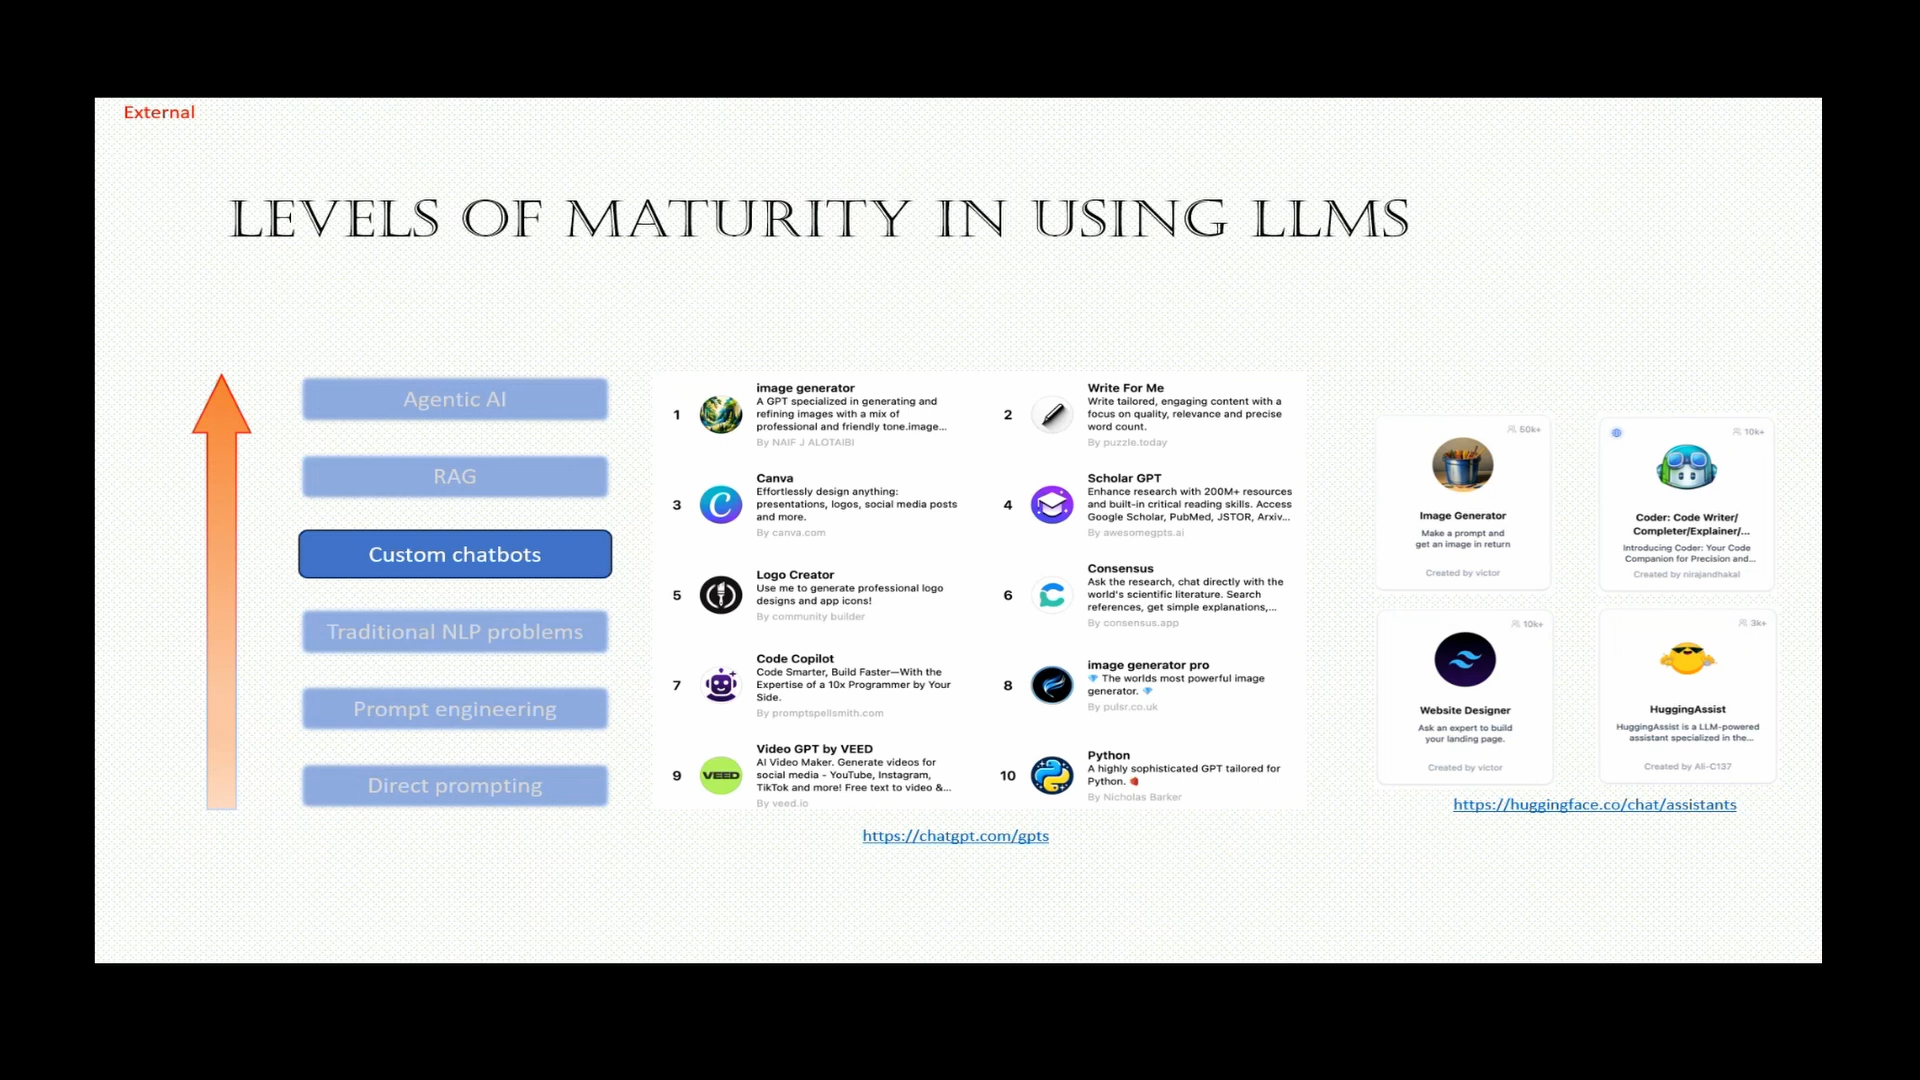 External
LEVELS OF MATURITY IN USING LLMS
Agentic AI
RAG
Custom chatbots
Traditional NLP problems
Prompt engineering
Direct prompting
1
image generator
A GPT specialized in generating and
refining images with a mix of
professional and friendly tone.image...
By NAIF J ALOTAIBI
2
Write For Me
Write tailored, engaging content with a
focus on quality, relevance and precise
word count.
By puzzle.today
3
Canva
Effortlessly design anything:
presentations, logos, social media posts
and more.
By canva.com
4
Scholar GPT
Enhance research with 200M+ resources
and built-in critical reading skills. Access
Google Scholar, PubMed, JSTOR, Arxiv...
By awesomegpts.ai
5
Logo Creator
Use me to generate professional logo
designs and app icons!
By community builder
6
Consensus
Ask the research, chat directly with the
world's scientific literature. Search
references, get simple explanations,...
By consensus.app
7
Code Copilot
Code Smarter, Build Faster—With the
Expertise of a 10x Programmer by Your
Side.
By promptspellsmith.com
8
image generator pro
The worlds most powerful image
generator.
By pulsr.co.uk
9
VEED
Video GPT by VEED
AI Video Maker. Generate videos for
social media - YouTube, Instagram,
TikTok and more! Free text to video &...
By veed.io
10
Python
A highly sophisticated GPT tailored for
Python.
By Nicholas Barker
https://chatgpt.com/gpts
50k+
Image Generator
Make a prompt and
get an image in return
Created by victor
10k+
Coder: Code Writer/
Completer/Explainer/...
Introducing Coder: Your Code
Companion for Precision and...
Created by nirajandhakal
10k+
Website Designer
Ask an expert to build
your landing page.
Created by victor
3k+
HuggingAssist
HuggingAssist is a LLM-powered
assistant specialized in the...
Created by Ali-C137
https://huggingface.co/chat/assistants